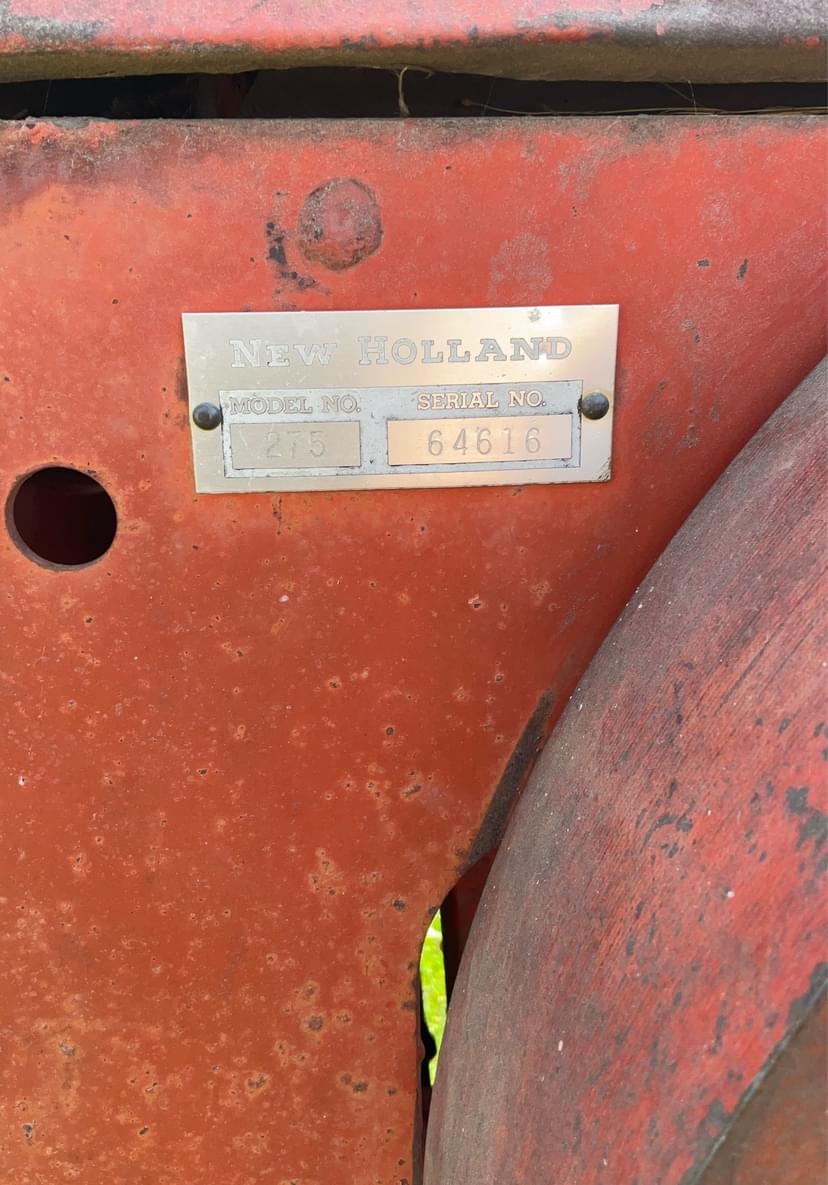 NEW HOLLAND
MODEL NO. SERIAL NO.
275 64616